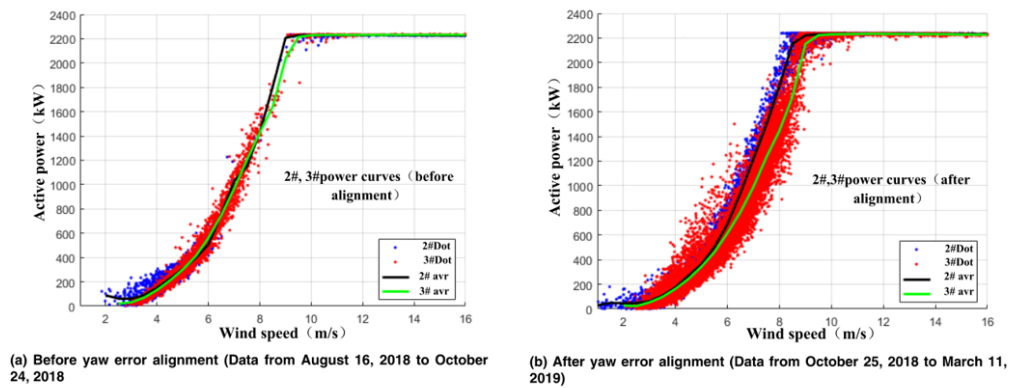 2400
2200
2000
1800
1600
1400
1200
1000
800
600
400
200
0
Active power（kW）
2 4 6 8 10 12 14 16
Wind speed（m/s）
2#, 3#power curves（before
alignment）
2#Dot
3#Dot
2# avr
3# avr
(a) Before yaw error alignment (Data from August 16, 2018 to October
24, 2018
2400
2200
2000
1800
1600
1400
1200
1000
800
600
400
200
0
Active power（kW）
2 4 6 8 10 12 14 16
Wind speed（m/s）
2#,3#power curves（after
alignment）
2#Dot
3#Dot
2# avr
3# avr
(b) After yaw error alignment (Data from October 25, 2018 to March 11,
2019)